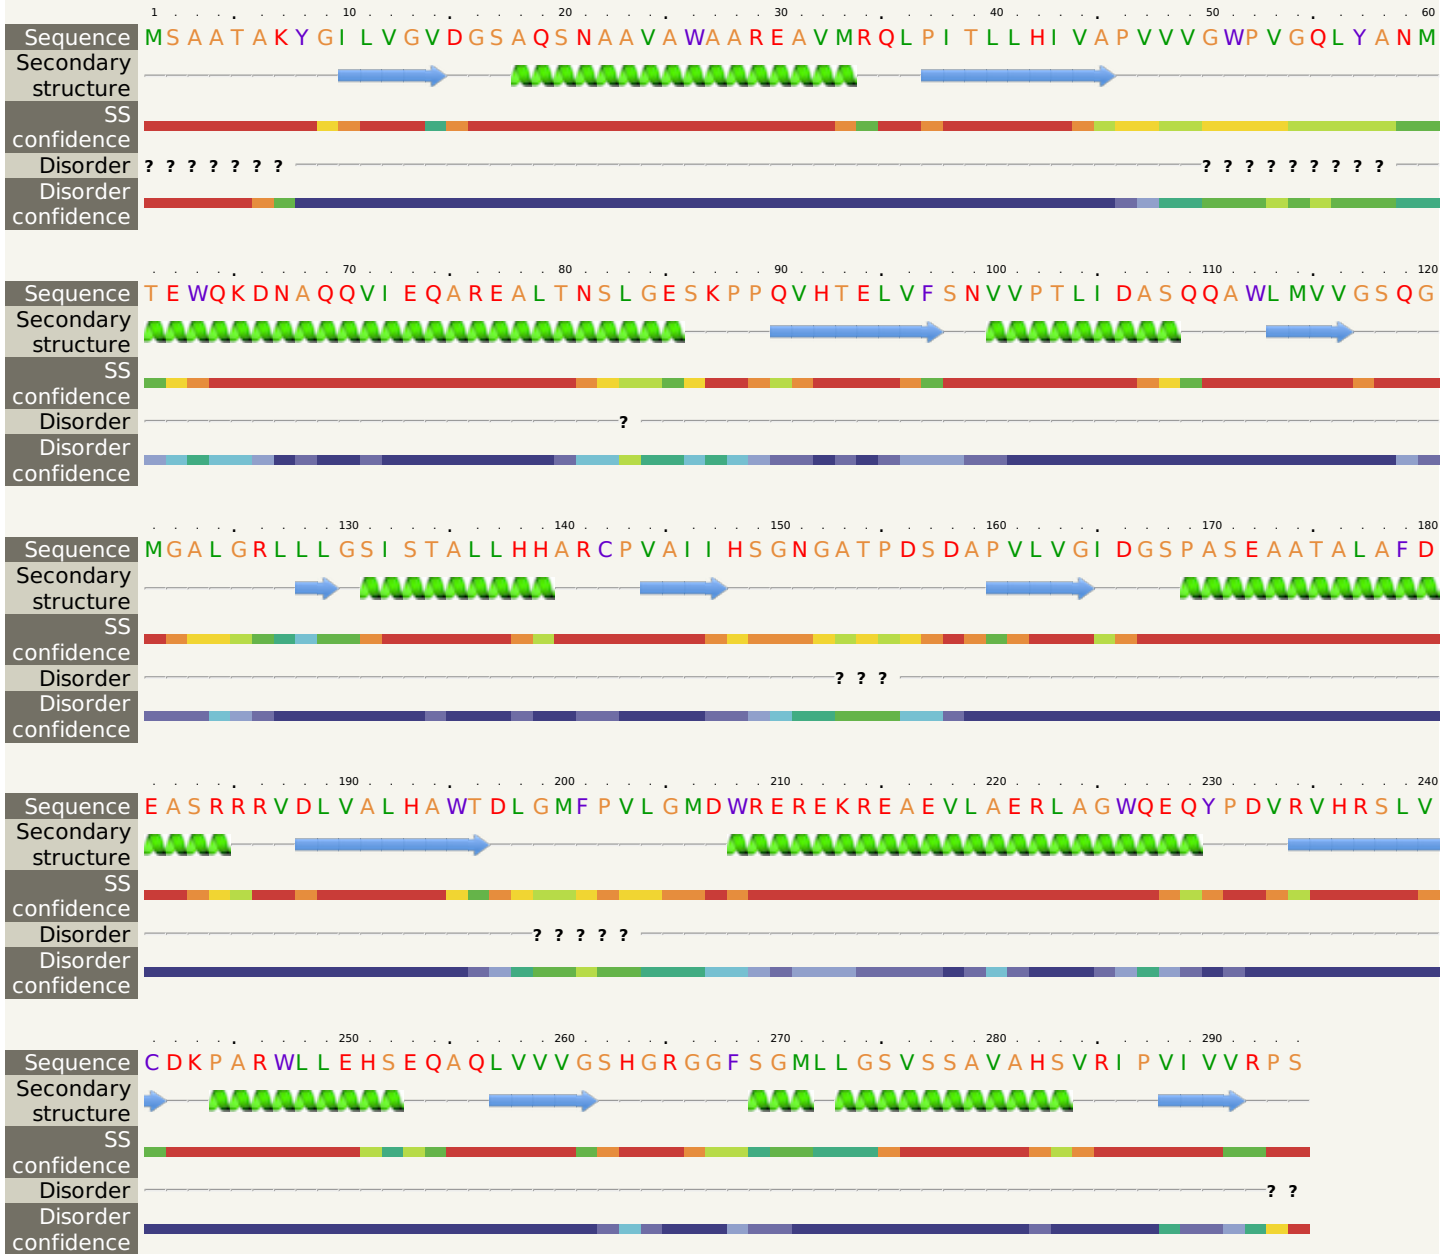 1 10 20 30 40 50 60
Sequence MSAATAKYGILVGVDGSAQSNAAVAWAAREAVMRQLPITLLHIVAPVVVGWPVGQLYANM
Secondary
structure
SS
confidence
Disorder ? ? ? ? ? ? ? ? ? ? ? ? ? ? ? ?
Disorder
confidence
70 80 90 100 110 120
Sequence TEWQKDNAQQVIEQAREALTNSLGESKPPQVHTELVFSNVVPTLIDASQQAWLMVVGSQG
Secondary
structure
SS
confidence
Disorder ?
Disorder
confidence
130 140 150 160 170 180
Sequence MGALGRLLLGSISTALLHHARCPVAIIHSGNGATPDSDAPVLVGIDGSPASEAATALAFD
Secondary
structure
SS
confidence
Disorder ? ? ?
Disorder
confidence
190 200 210 220 230 240
Sequence EASRRRVDLVALHAWTDLGMFPVLGMDWREREKREAEVLAERLAGWQEQYPDVRVHRSLV
Secondary
structure
SS
confidence
Disorder ? ? ? ? ?
Disorder
confidence
250 260 270 280 290
Sequence CDKPARWLLEHSEQAQLVVVGSHGRGGFSGMLLGSVSSAVAHSVRIPVIVVRPS
Secondary
structure
SS
confidence
Disorder ? ?
Disorder
confidence